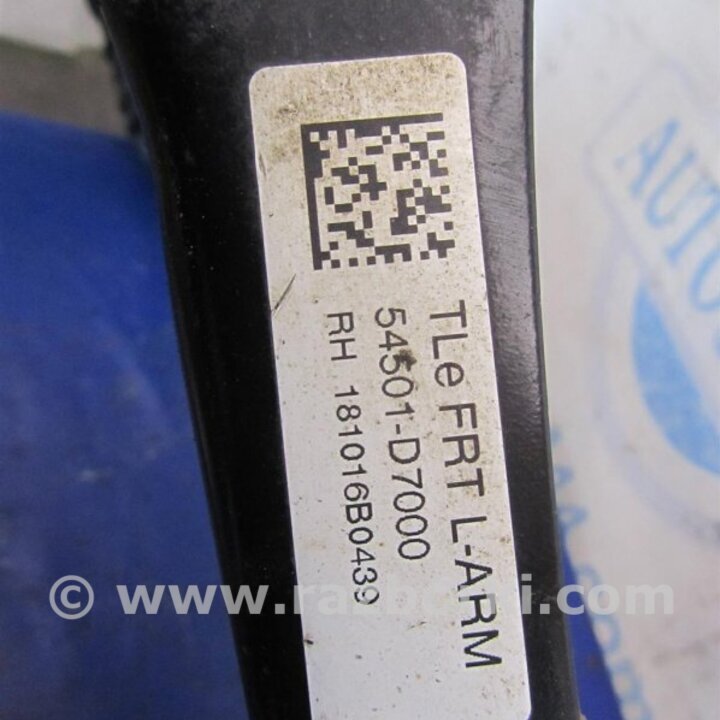 TLe FRT L-ARM
54501-D7000
RH 181016B0439
© www.ra
.com
AUTO